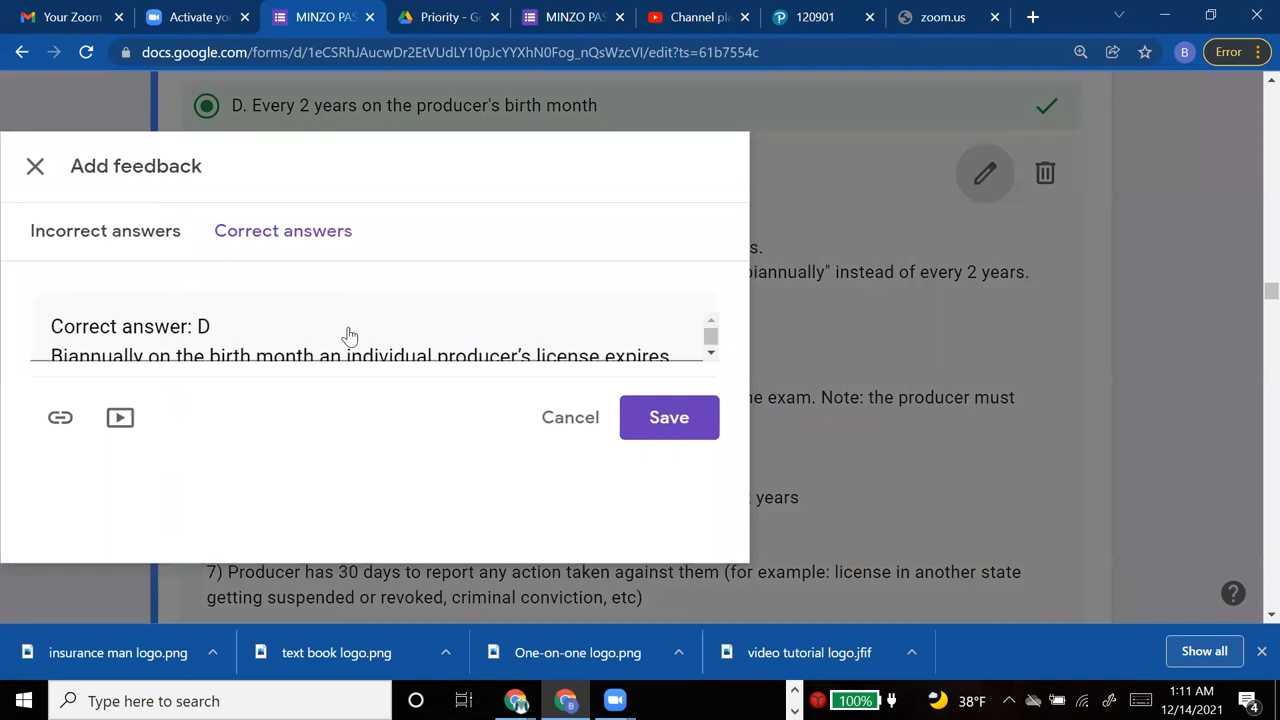 Your Zoom
Activate you
MINZO PAS
Priority - Go
MINZO PAS
Channel pla
120901
zoom.us
docs.google.com/forms/d/1eCSRhJAucwDr2EtVUdLY10pJcYYXhN0Fog_nQsWzcVI/edit?ts=61b7554c
B
Error
D. Every 2 years on the producer's birth month
Add feedback
Incorrect answers
Correct answers
s.
biannually" instead of every 2 years.
Correct answer: D
Biannually on the birth month an individual producer's license expires
e exam. Note: the producer must
Cancel
Save
years
7) Producer has 30 days to report any action taken against them (for example: license in another state
getting suspended or revoked, criminal conviction, etc)
insurance man logo.png
text book logo.png
One-on-one logo.png
video tutorial logo.jfif
Show all
Type here to search
100%
38°F
1:11 AM
12/14/2021
4